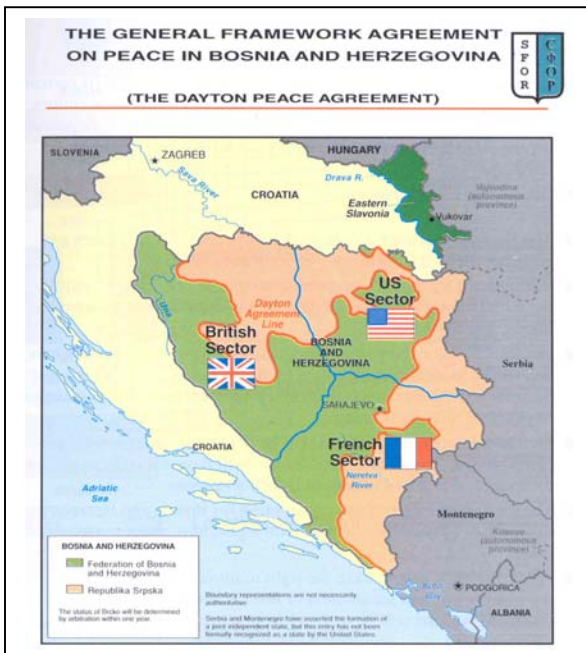 THE GENERAL FRAMEWORK AGREEMENT
ON PEACE IN BOSNIA AND HERZEGOVINA
(THE DAYTON PEACE AGREEMENT)
SFOR
СФОР
SLOVENIA
ZAGREB
Sava River
CROATIA
HUNGARY
Drava R.
Eastern
Slavonia
Vukovar
Vojvodina
(autonomous
province)
Una
Dayton
Agreement
Line
US
Sector
British
Sector
BOSNIA
AND
HERZEGOVINA
Serbia
SARAJEVO
French
Sector
Neretva
River
CROATIA
Adriatic
Sea
Montenegro
(autonomous
province)
PODGORICA
ALBANIA
BOSNIA AND HERZEGOVINA
Federation of Bosnia
and Herzegovina
Republika Srpska
The status of Brcko will be determined
by arbitration within one year.
Boundary representations are not necessarily
authoritative
Serbia and Montenegro have asserted the formation of
a joint independent state, but this entry has not been
formally recognized as a state by the United States.